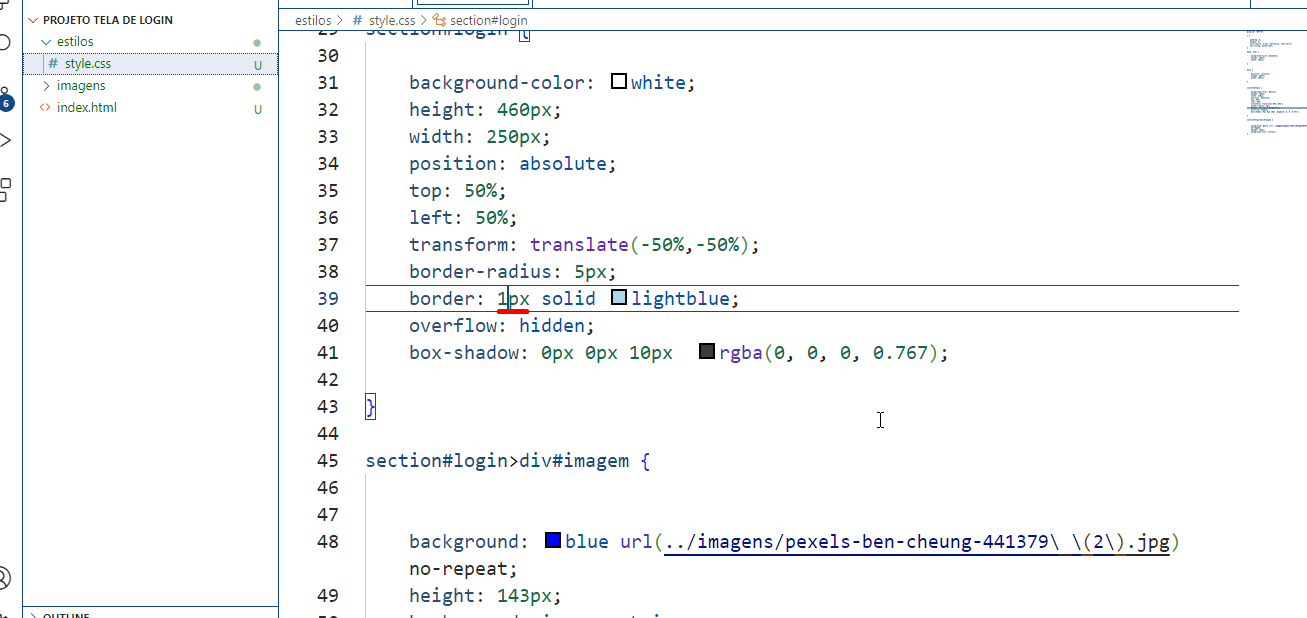 PROJETO TELA DE LOGIN
estilos
# style.css U
imagens
<> index.html U
6
OUTLINE
estilos > # style.css > section#login
29 section#login {
30
31 background-color: white;
32 height: 460px;
33 width: 250px;
34 position: absolute;
35 top: 50%;
36 left: 50%;
37 transform: translate(-50%,-50%);
38 border-radius: 5px;
39 border: 1px solid lightblue;
40 overflow: hidden;
41 box-shadow: 0px 0px 10px rgba(0, 0, 0, 0.767);
42
43 }
44
45 section#login>div#imagem {
46
47
48 background: blue url(../imagens/pexels-ben-cheung-441379\ \(2\).jpg)
no-repeat;
49 height: 143px;